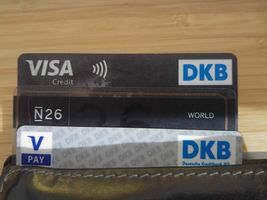 VISA
Credit
DKB
N26
WORLD
V
PAY
DKB
Deutsche Kreditbank AG